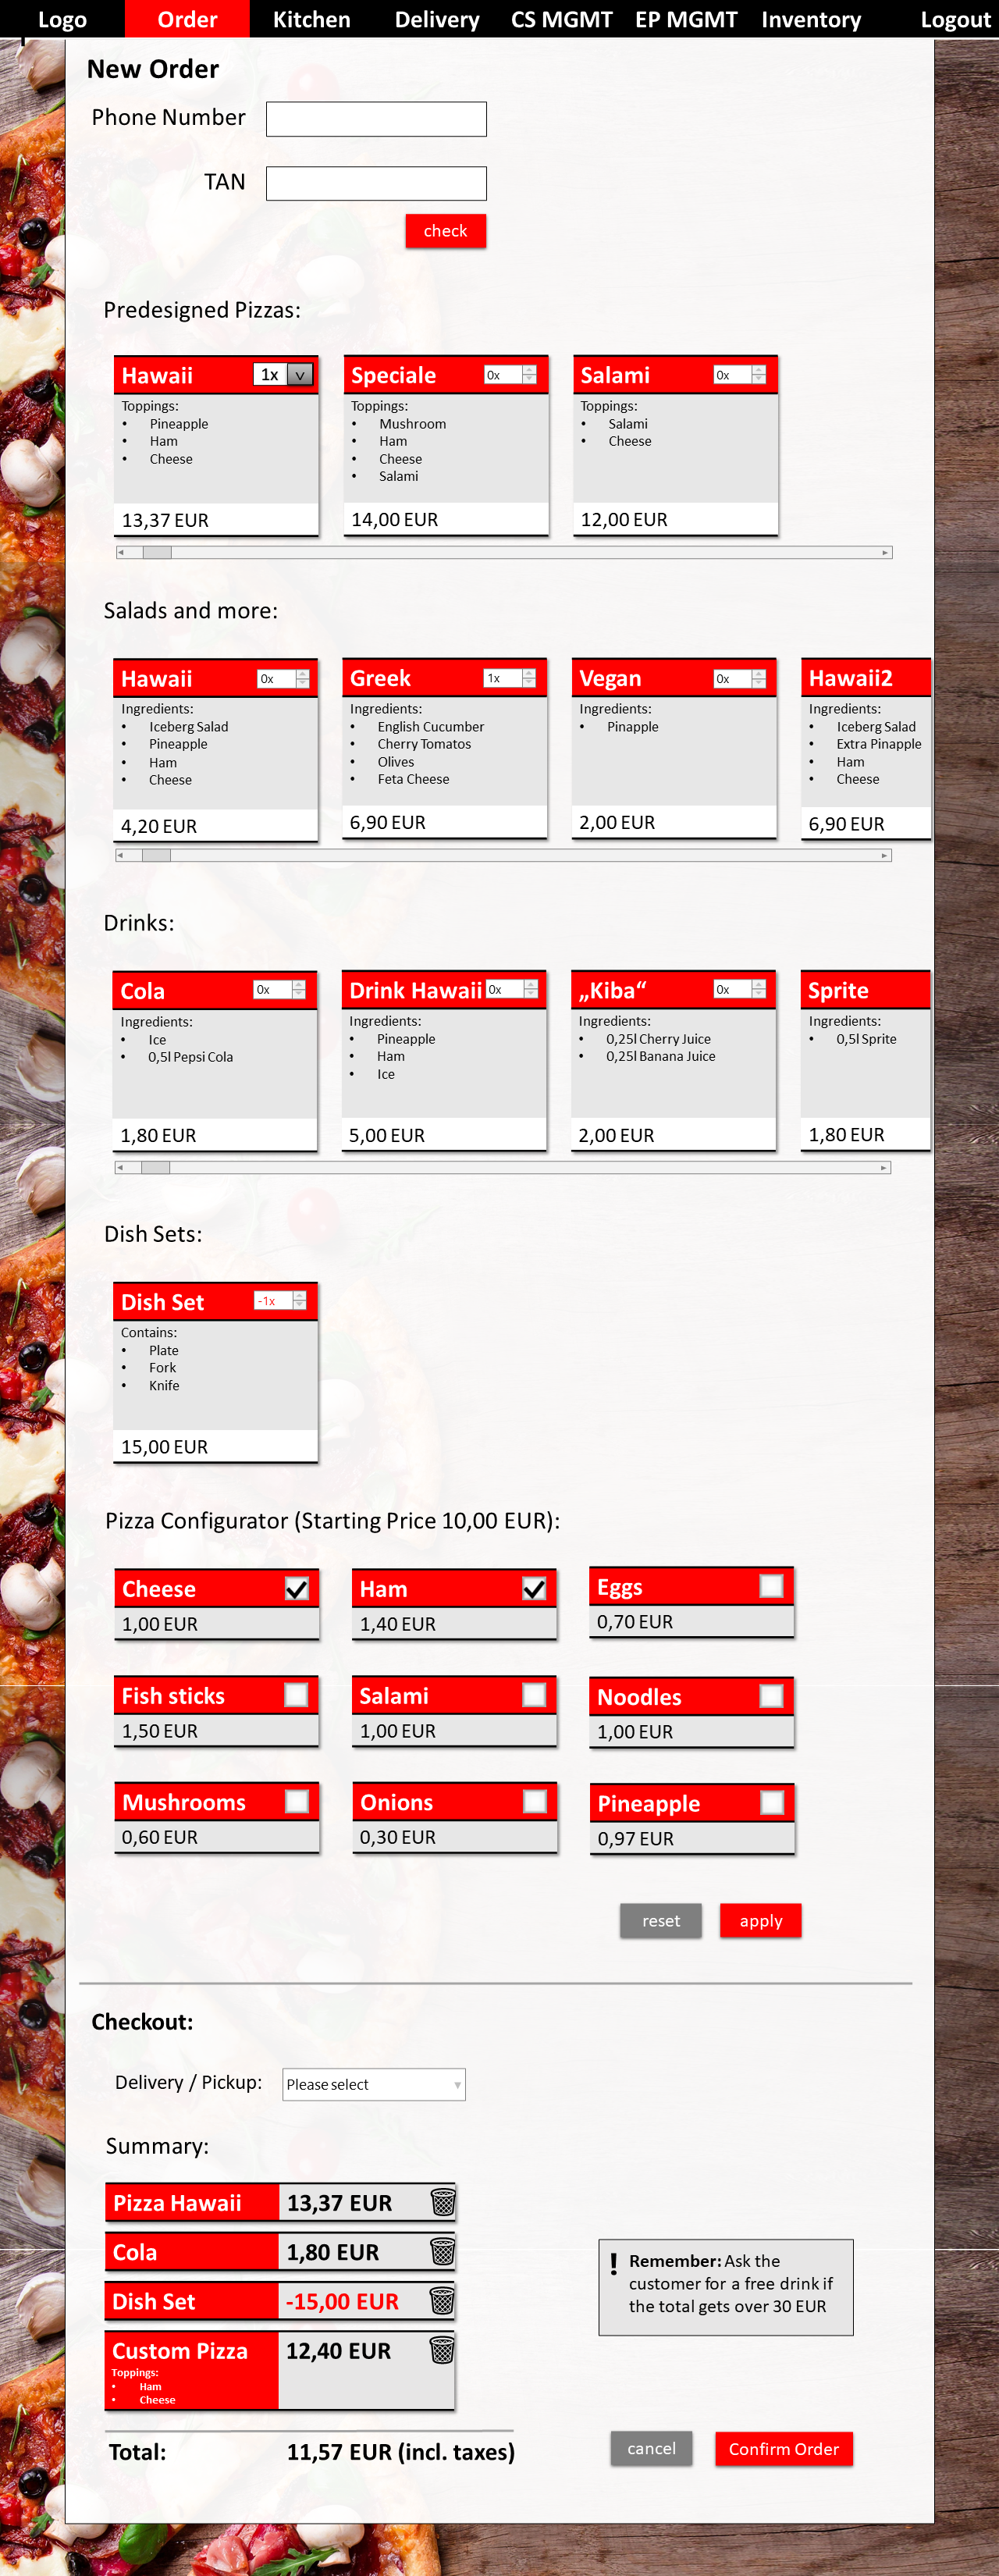 Logo Order Kitchen Delivery CS MGMT EP MGMT Inventory Logout
New Order
Phone Number
TAN
check
Predesigned Pizzas:
Hawaii 1x v
Toppings:
• Pineapple
• Ham
• Cheese
13,37 EUR
Speciale 0x
Toppings:
• Mushroom
• Ham
• Cheese
• Salami
14,00 EUR
Salami 0x
Toppings:
• Salami
• Cheese
12,00 EUR
Salads and more:
Hawaii 0x
Ingredients:
• Iceberg Salad
• Pineapple
• Ham
• Cheese
4,20 EUR
Greek 1x
Ingredients:
• English Cucumber
• Cherry Tomatos
• Olives
• Feta Cheese
6,90 EUR
Vegan 0x
Ingredients:
• Pinapple
2,00 EUR
Hawaii2
Ingredients:
• Iceberg Salad
• Extra Pinapple
• Ham
• Cheese
6,90 EUR
Drinks:
Cola 0x
Ingredients:
• Ice
• 0,5l Pepsi Cola
1,80 EUR
Drink Hawaii 0x
Ingredients:
• Pineapple
• Ham
• Ice
5,00 EUR
„Kiba“ 0x
Ingredients:
• 0,25l Cherry Juice
• 0,25l Banana Juice
2,00 EUR
Sprite
Ingredients:
• 0,5l Sprite
1,80 EUR
Dish Sets:
Dish Set -1x
Contains:
• Plate
• Fork
• Knife
15,00 EUR
Pizza Configurator (Starting Price 10,00 EUR):
Cheese
1,00 EUR
Ham
1,40 EUR
Eggs
0,70 EUR
Fish sticks
1,50 EUR
Salami
1,00 EUR
Noodles
1,00 EUR
Mushrooms
0,60 EUR
Onions
0,30 EUR
Pineapple
0,97 EUR
reset apply
Checkout:
Delivery / Pickup: Please select
Summary:
Pizza Hawaii 13,37 EUR
Cola 1,80 EUR
Dish Set -15,00 EUR
Custom Pizza 12,40 EUR
Toppings:
• Ham
• Cheese
! Remember: Ask the
customer for a free drink if
the total gets over 30 EUR
Total: 11,57 EUR (incl. taxes)
cancel Confirm Order